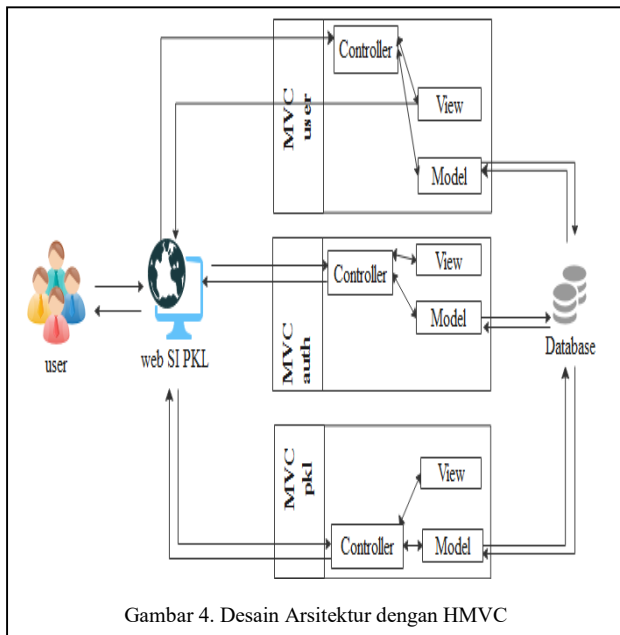 MVC
user
Controller
View
Model
MVC
auth
Controller
View
Model
MVC
pkl
View
Controller
Model
user
web SI PKL
Database
Gambar 4. Desain Arsitektur dengan HMVC